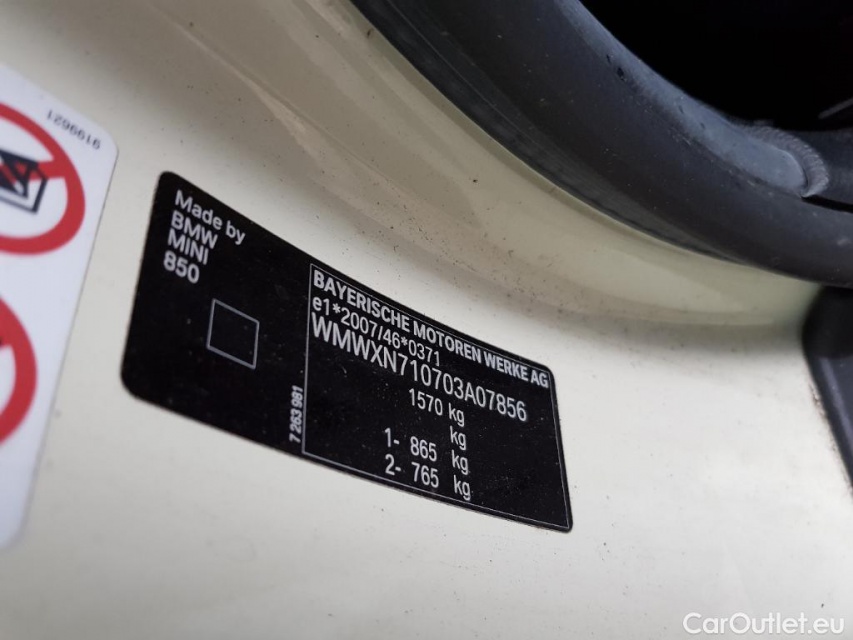 9199621
Made by
BMW
MINI
850
BAYERISCHE MOTOREN WERKE AG
e1*2007/46*0371
WMWXN710703A07856
1570 kg
kg
1- 865 kg
2- 765 kg
7 263 981
CarOutlet.eu